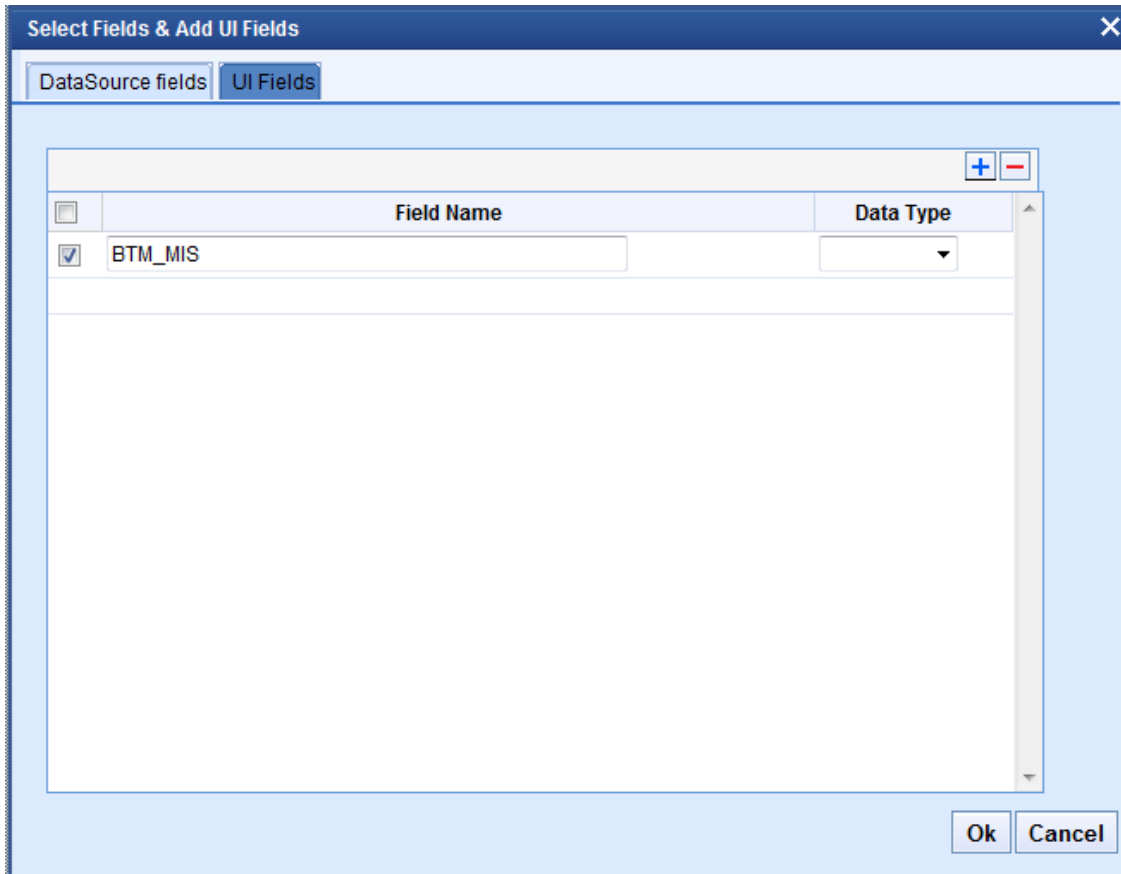 Select Fields & Add UI Fields
DataSource fields UI Fields
Field Name Data Type
BTM_MIS
Ok Cancel